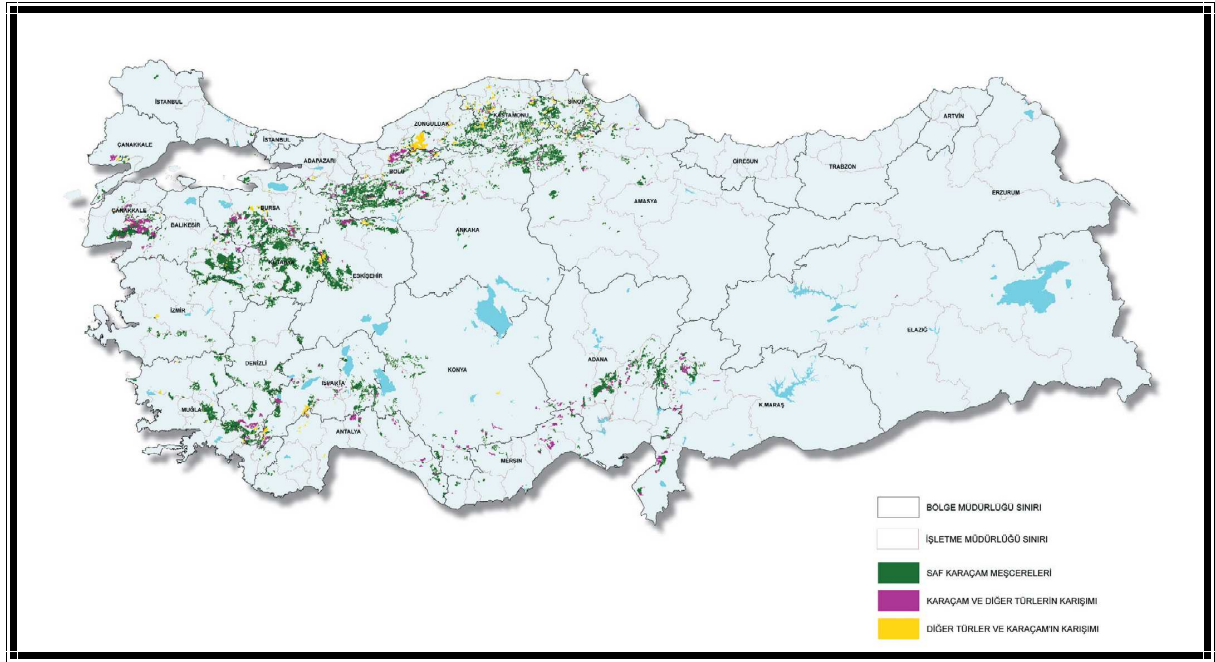 İSTANBUL
ÇANAKKALE
İSTANBUL
ADAPAZARI
ZONGULDAK
KASTAMONU
SİNOP
BOLU
ÇANAKKALE
BALIKESİR
BURSA
KÜTAHYA
ESKİŞEHİR
ANKARA
AMASYA
GİRESUN
TRABZON
ARTVİN
ERZURUM
İZMİR
DENİZLİ
ISPARTA
KONYA
ADANA
ELAZIĞ
MUĞLA
ANTALYA
MERSİN
K.MARAŞ
BÖLGE MÜDÜRLÜĞÜ SINIRI
İŞLETME MÜDÜRLÜĞÜ SINIRI
SAF KARAÇAM MEŞCERELERİ
KARAÇAM VE DİĞER TÜRLERİN KARIŞIMI
DİĞER TÜRLER VE KARAÇAM'IN KARIŞIMI